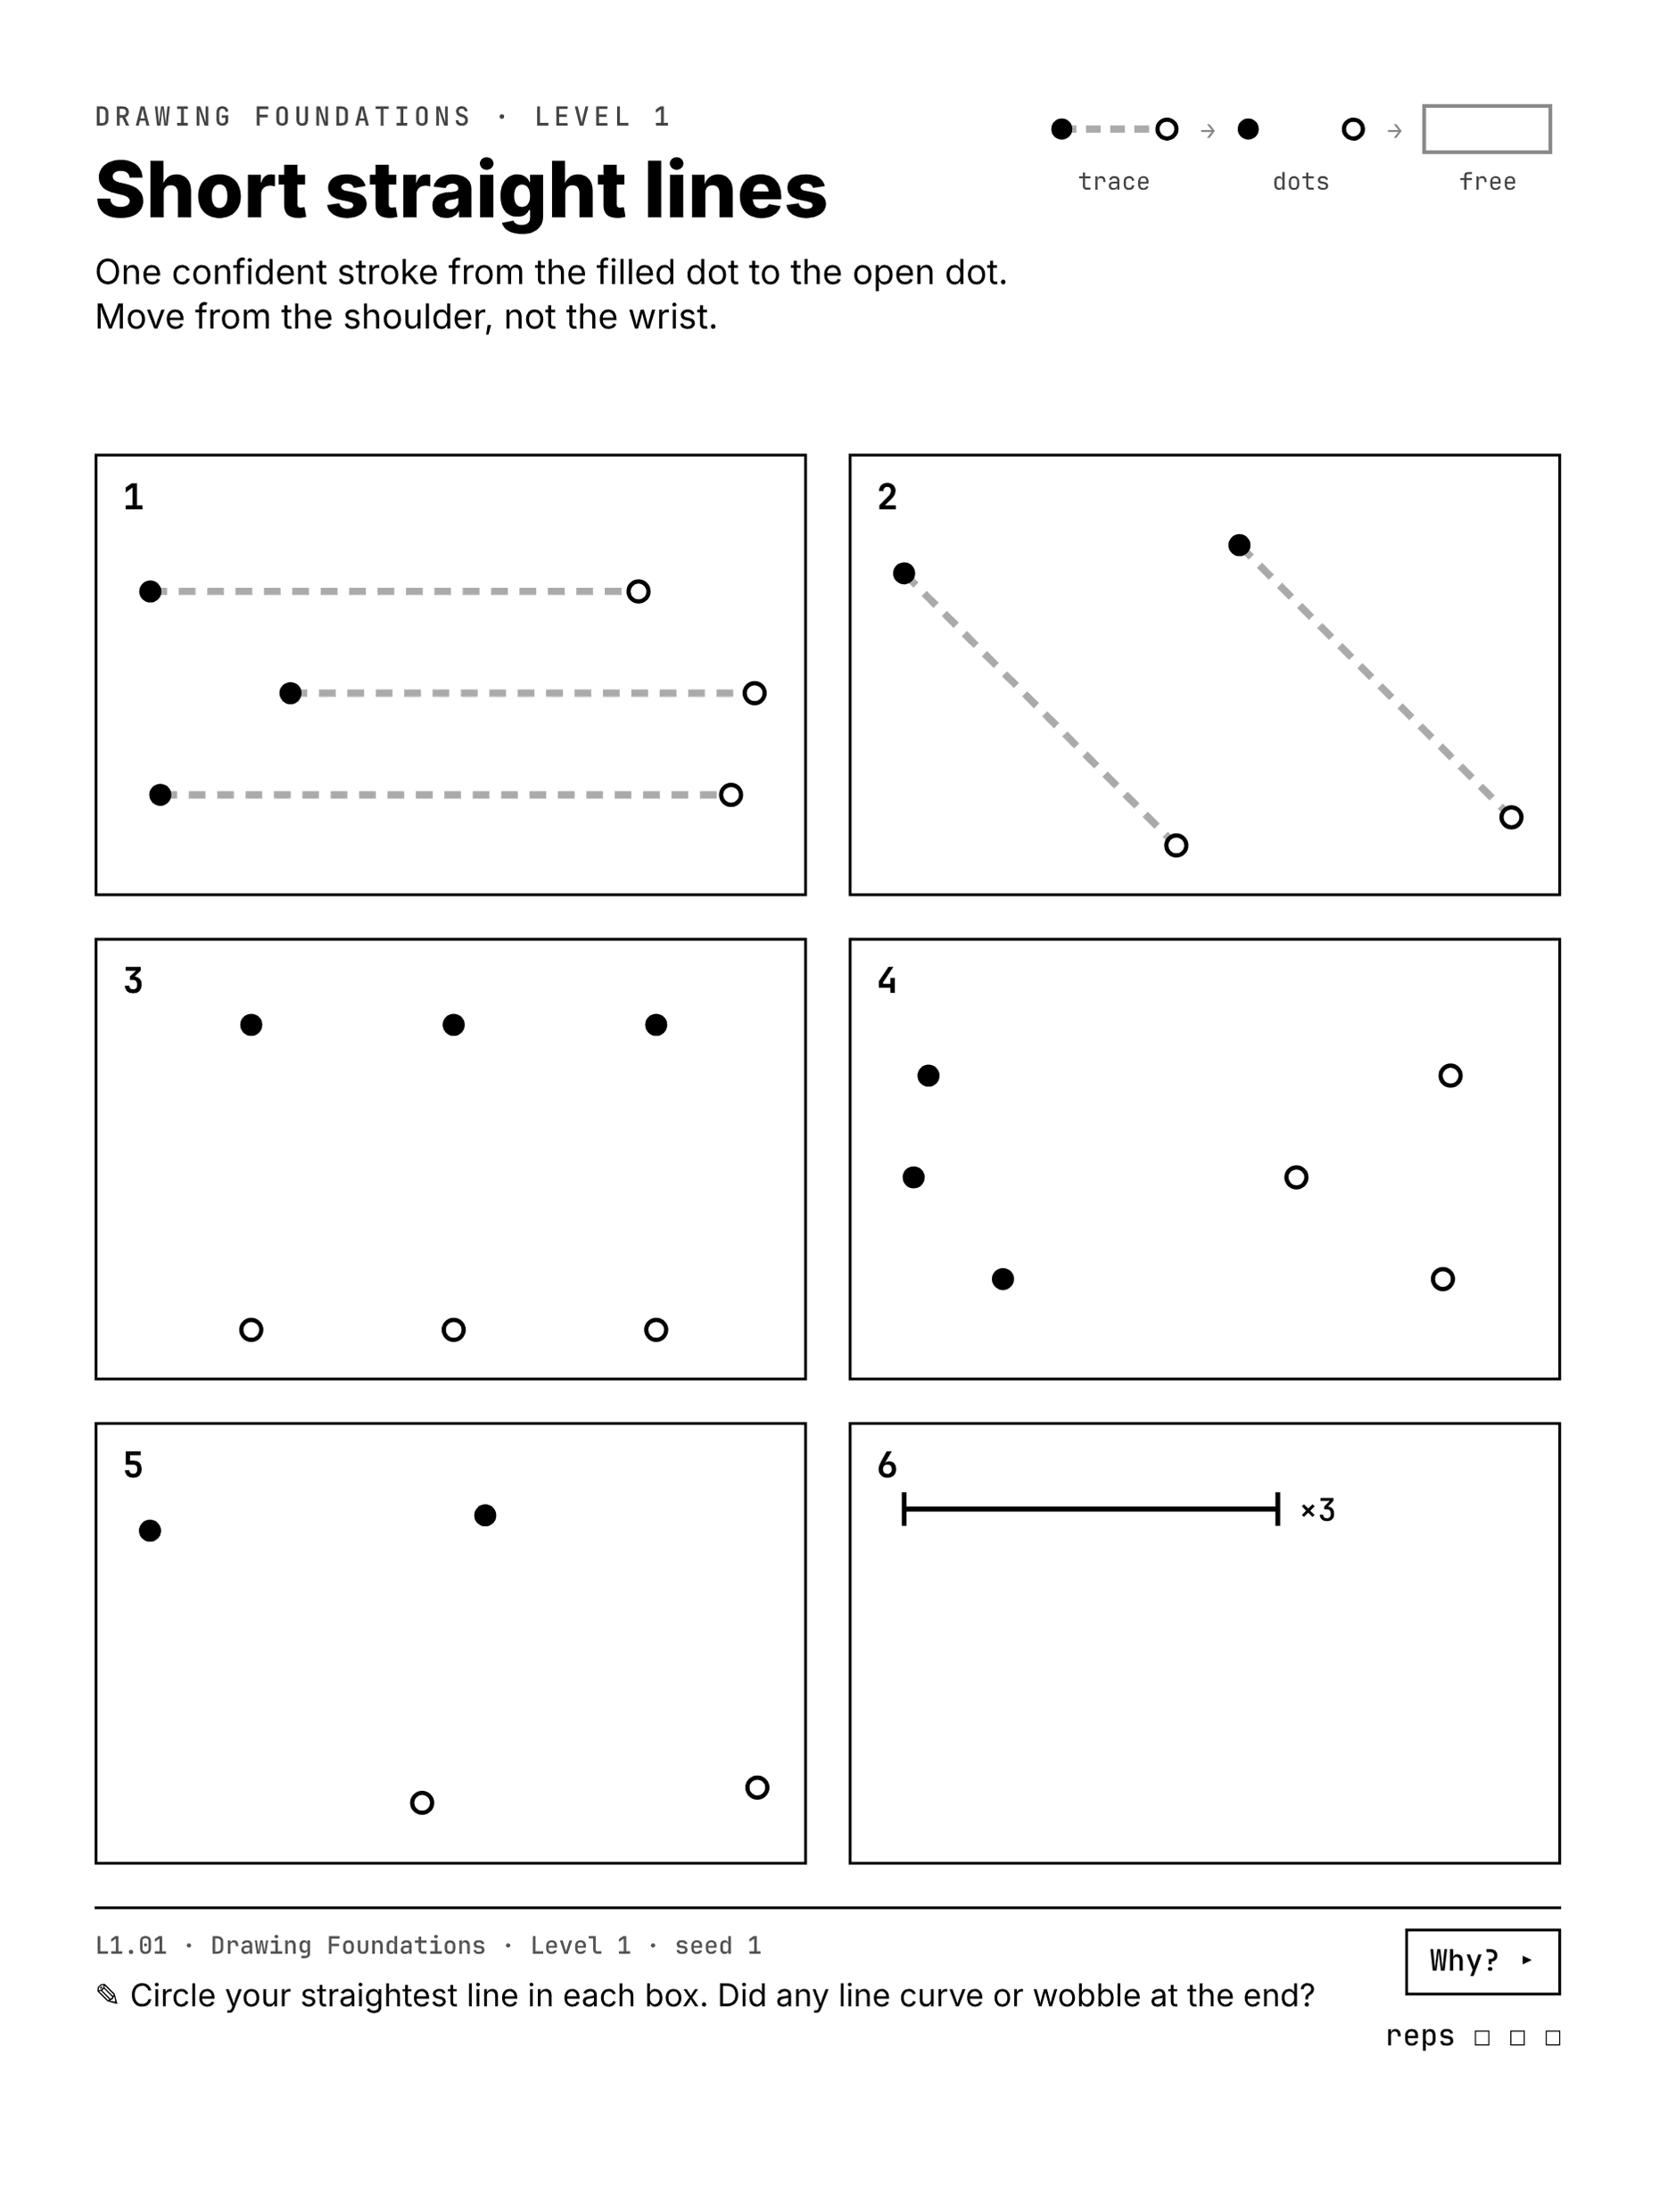 DRAWING FOUNDATIONS · LEVEL 1
Short straight lines
One confident stroke from the filled dot to the open dot.
Move from the shoulder, not the wrist.
→ →
trace dots free
1
2
3
4
5
6
×3
L1.01 · Drawing Foundations · Level 1 · seed 1
✎ Circle your straightest line in each box. Did any line curve or wobble at the end?
Why? ▸
reps □ □ □